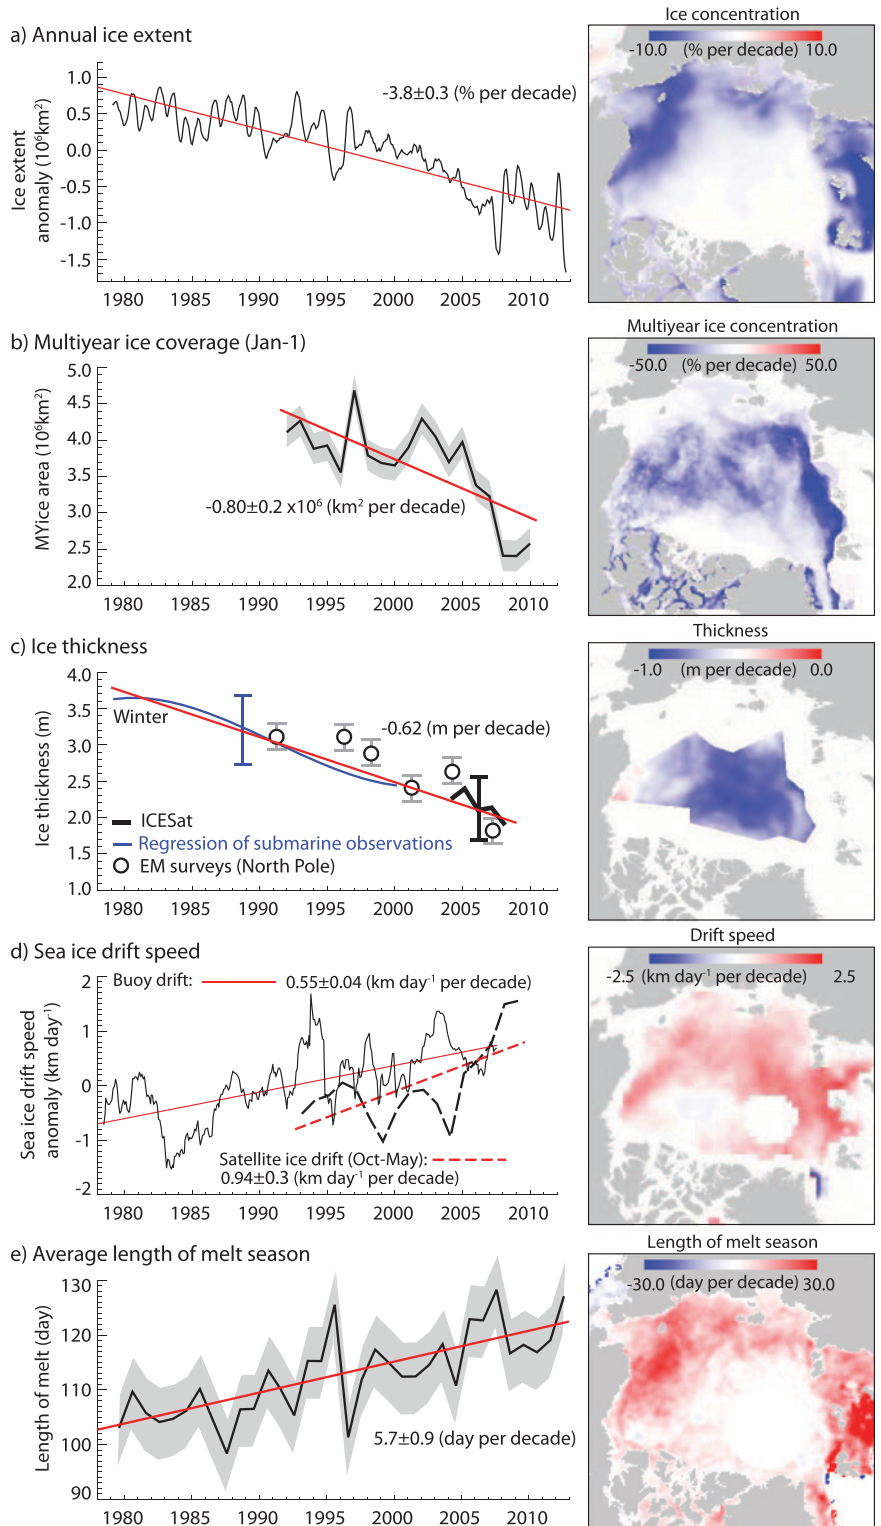 Ice concentration
-10.0 (% per decade) 10.0
a) Annual ice extent
-3.8±0.3 (% per decade)
Ice extent
anomaly (10⁶km²)
1.0
0.5
0.0
-0.5
-1.0
-1.5
1980 1985 1990 1995 2000 2005 2010
Multiyear ice concentration
-50.0 (% per decade) 50.0
b) Multiyear ice coverage (Jan-1)
MYice area (10⁶km²)
5.0
4.5
4.0
3.5
3.0
2.5
2.0
-0.80±0.2 x10⁶ (km² per decade)
1980 1985 1990 1995 2000 2005 2010
Thickness
-1.0 (m per decade) 0.0
c) Ice thickness
Ice thickness (m)
4.0
3.5
3.0
2.5
2.0
1.5
1.0
Winter
-0.62 (m per decade)
ICESat
Regression of submarine observations
EM surveys (North Pole)
1980 1985 1990 1995 2000 2005 2010
Drift speed
-2.5 (km day⁻¹ per decade) 2.5
d) Sea ice drift speed
Sea ice drift speed
anomaly (km day⁻¹)
2
1
0
-1
-2
Buoy drift: 0.55±0.04 (km day⁻¹ per decade)
Satellite ice drift (Oct-May):
0.94±0.3 (km day⁻¹ per decade)
1980 1985 1990 1995 2000 2005 2010
Length of melt season
-30.0 (day per decade) 30.0
e) Average length of melt season
Length of melt (day)
130
120
110
100
90
5.7±0.9 (day per decade)
1980 1985 1990 1995 2000 2005 2010